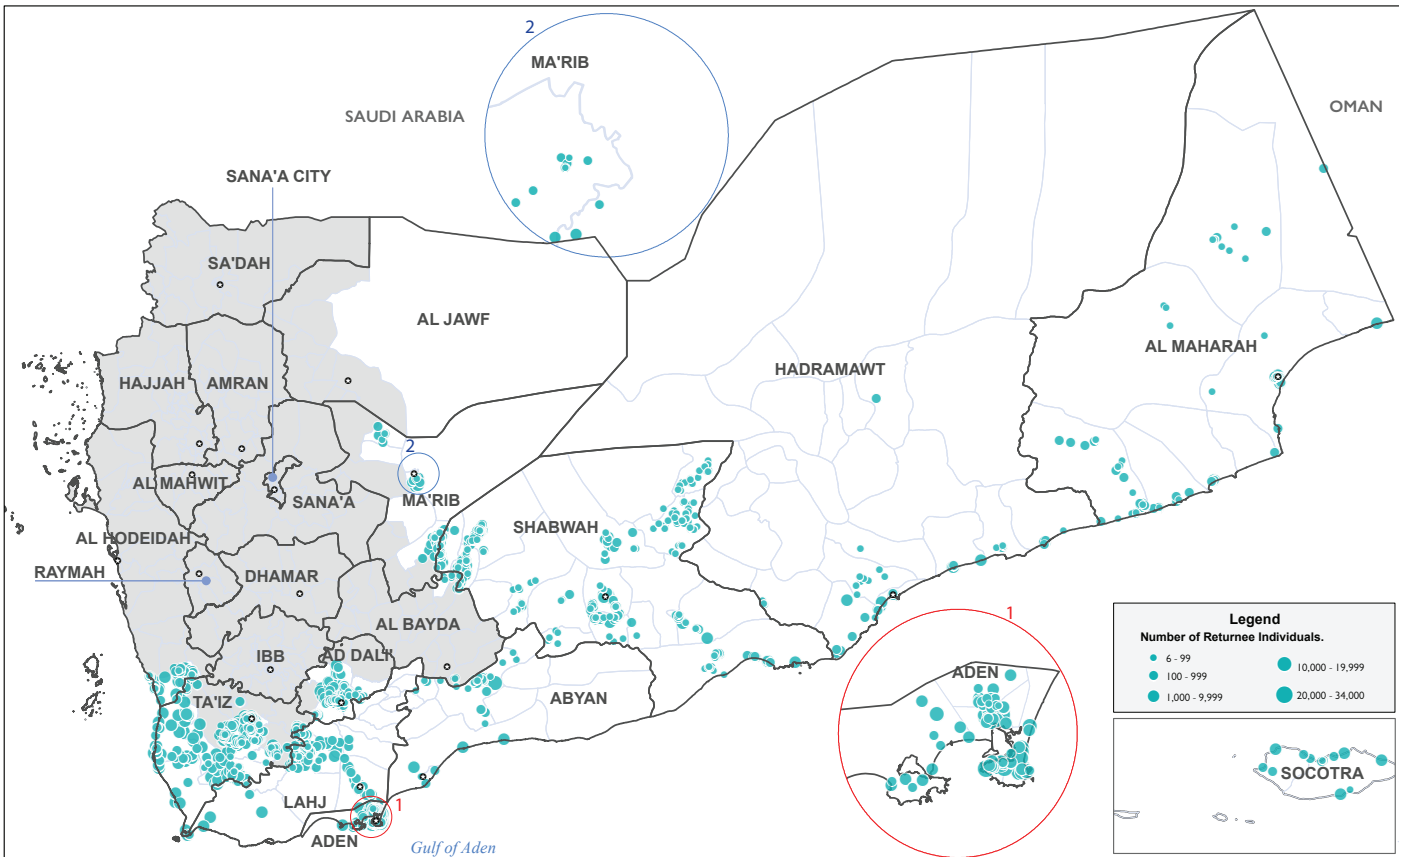 2
MA'RIB
SAUDI ARABIA
OMAN
SANA'A CITY
SA'DAH
AL JAWF
HADRAMAWT
AL MAHARAH
HAJJAH
AMRAN
2
AL MAHWIT
SANA'A
MA'RIB
SHABWAH
AL HODEIDAH
RAYMAH
DHAMAR
AL BAYDA
IBB
AD DALI'
TA'IZ
ABYAN
LAHJ
1
ADEN
Gulf of Aden
1
ADEN
Legend
Number of Returnee Individuals.
6 - 99
100 - 999
1,000 - 9,999
10,000 - 19,999
20,000 - 34,000
SOCOTRA